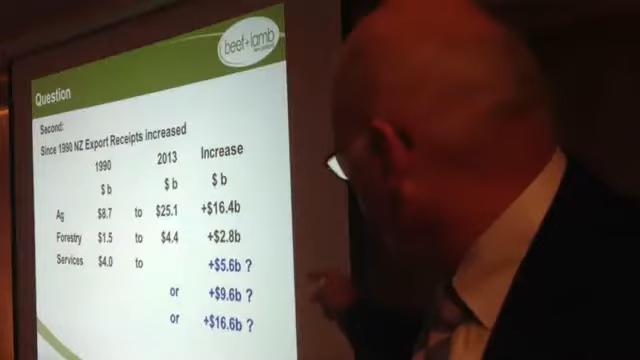 beef+lamb
new zealand
Question
Second:
Since 1990 NZ Export Receipts increased
1990 2013 Increase
$ b $ b $ b
Ag $8.7 to $25.1 +$16.4b
Forestry $1.5 to $4.4 +$2.8b
Services $4.0 to +$5.6b ?
or +$9.6b ?
or +$16.6b ?